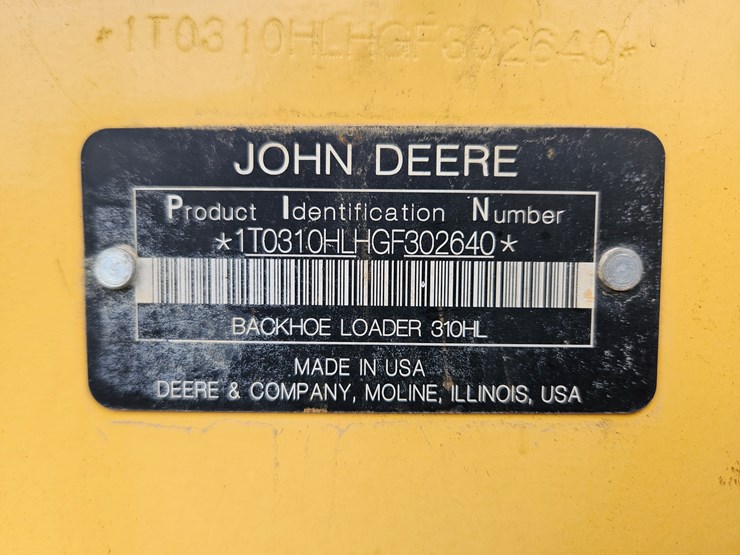 *1T0310HLHGF302640*
JOHN DEERE
Product Identification Number
*1T0310HLHGF302640*
BACKHOE LOADER 310HL
MADE IN USA
DEERE & COMPANY, MOLINE, ILLINOIS, USA